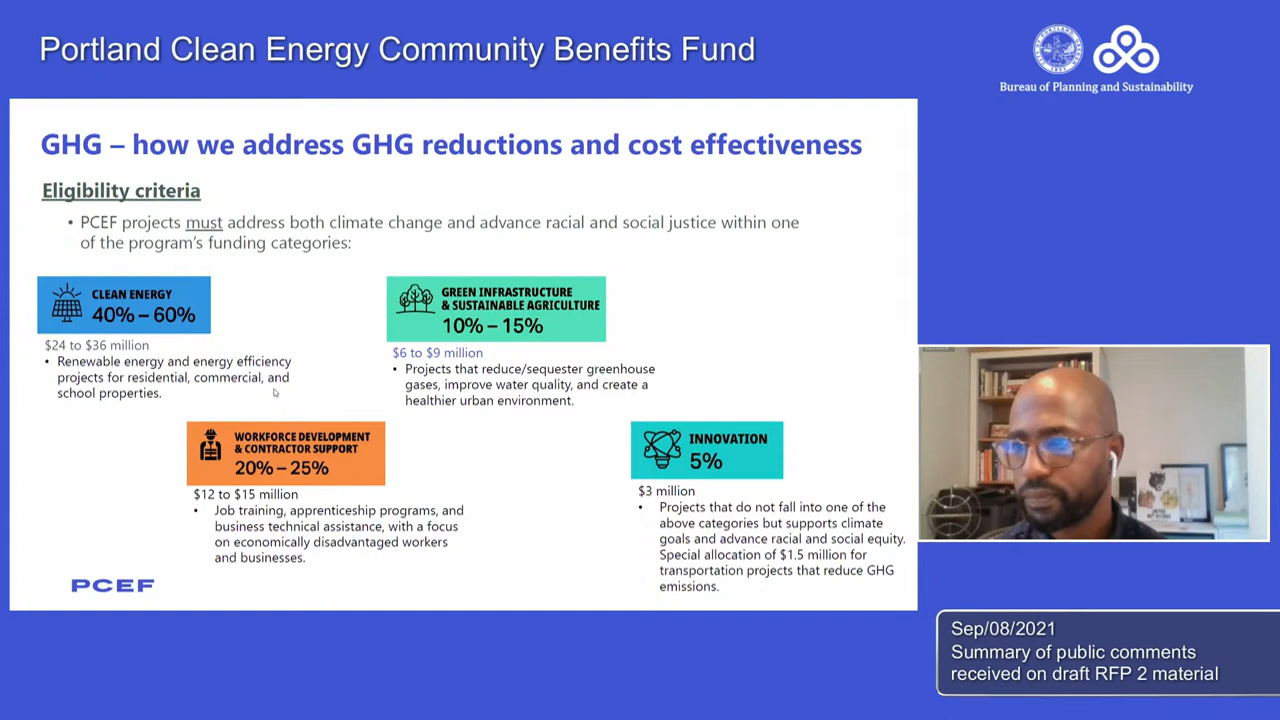 Portland Clean Energy Community Benefits Fund
Bureau of Planning and Sustainability
GHG – how we address GHG reductions and cost effectiveness
Eligibility criteria
• PCEF projects must address both climate change and advance racial and social justice within one
of the program's funding categories:
CLEAN ENERGY
40% – 60%
$24 to $36 million
• Renewable energy and energy efficiency
projects for residential, commercial, and
school properties.
GREEN INFRASTRUCTURE
& SUSTAINABLE AGRICULTURE
10% – 15%
$6 to $9 million
• Projects that reduce/sequester greenhouse
gases, improve water quality, and create a
healthier urban environment.
WORKFORCE DEVELOPMENT
& CONTRACTOR SUPPORT
20% – 25%
$12 to $15 million
• Job training, apprenticeship programs, and
business technical assistance, with a focus
on economically disadvantaged workers
and businesses.
INNOVATION
5%
$3 million
• Projects that do not fall into one of the
above categories but supports climate
goals and advance racial and social equity.
Special allocation of $1.5 million for
transportation projects that reduce GHG
emissions.
PCEF
Sep/08/2021
Summary of public comments
received on draft RFP 2 material